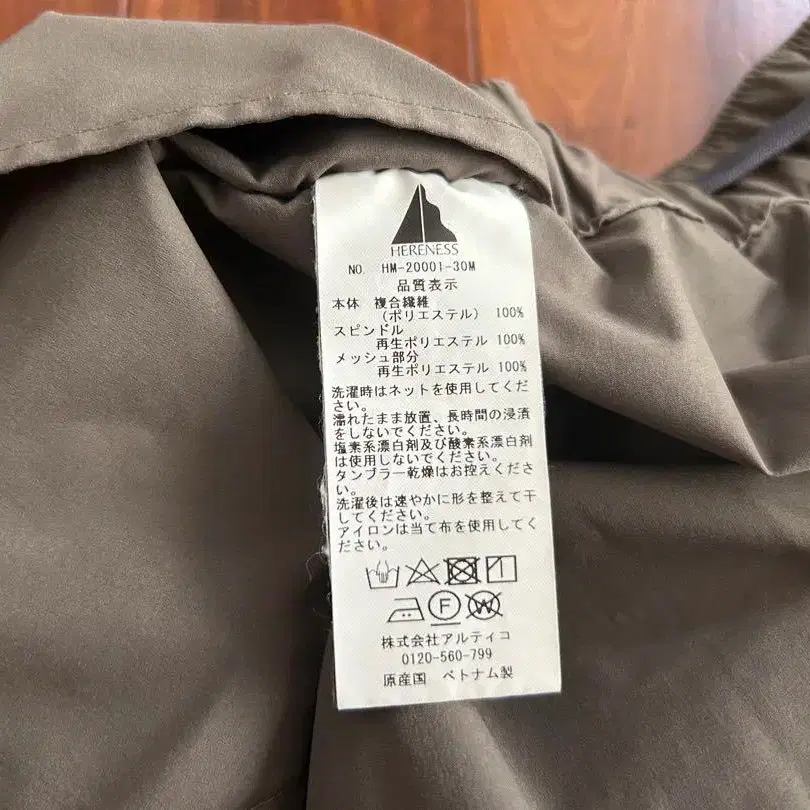 HERENESS
NO. HM-20001-30M
品質表示
本体 複合繊維
(ポリエステル) 100%
スピンドル
再生ポリエステル 100%
メッシュ部分
再生ポリエステル 100%
洗濯時はネットを使用してくだ
さい。
濡れたまま放置、長時間の浸漬
をしないでください。
塩素系漂白剤及び酸素系漂白剤
は使用しないでください。
タンブラー乾燥はお控えくださ
い。
洗濯後は速やかに形を整えて干
してください。
アイロンは当て布を使用してく
ださい。
F W
株式会社アルティコ
0120-560-799
原産国 ベトナム製